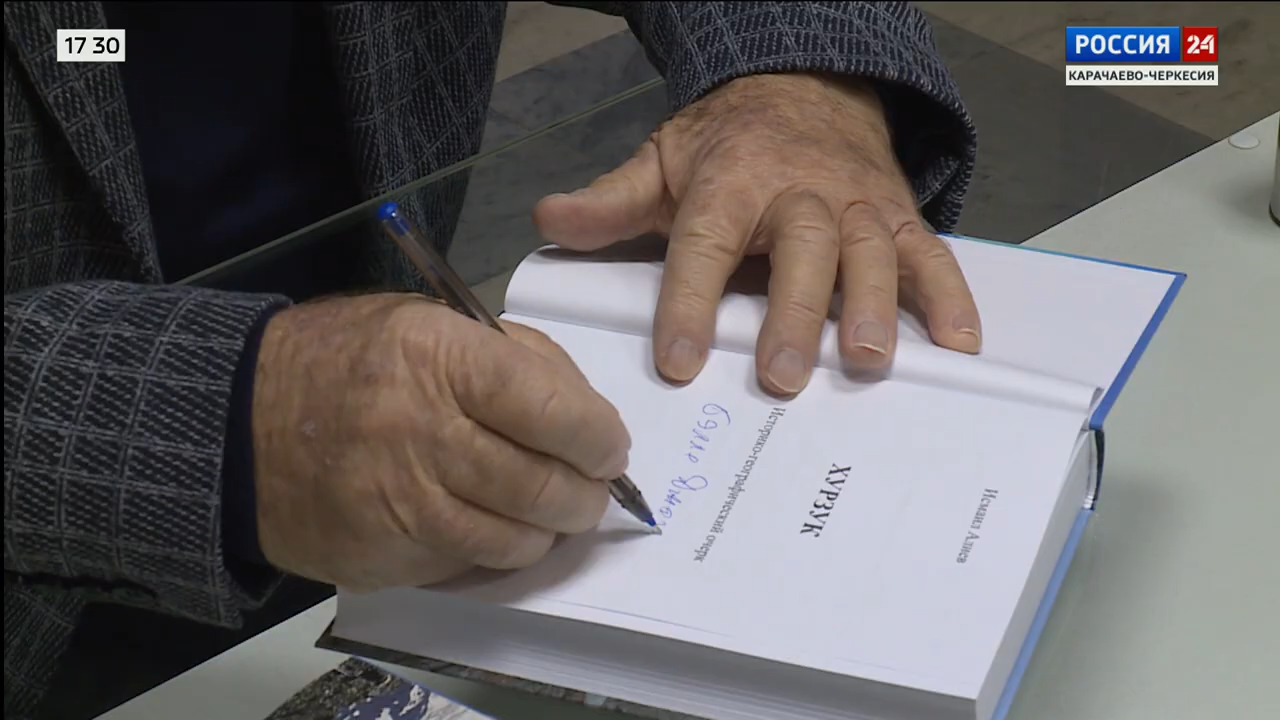 17 30
РОССИЯ 24
КАРАЧАЕВО-ЧЕРКЕСИЯ
Исмаил Алиев
ХУРЗУК
Историко-географический очерк